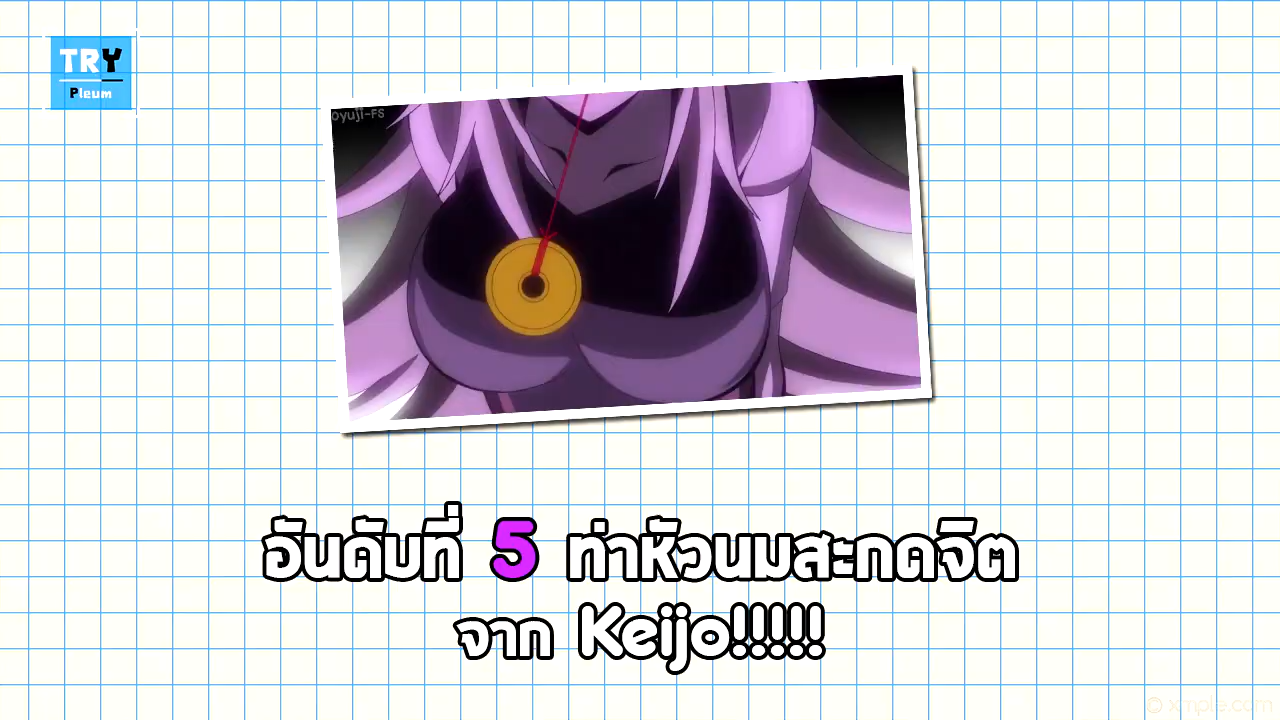 TRY
Pleum
oyuji-FS
อันดับที่ 5 ท่าหัวนมสะกดจิต
จาก Keijo!!!!!
© xmple.com